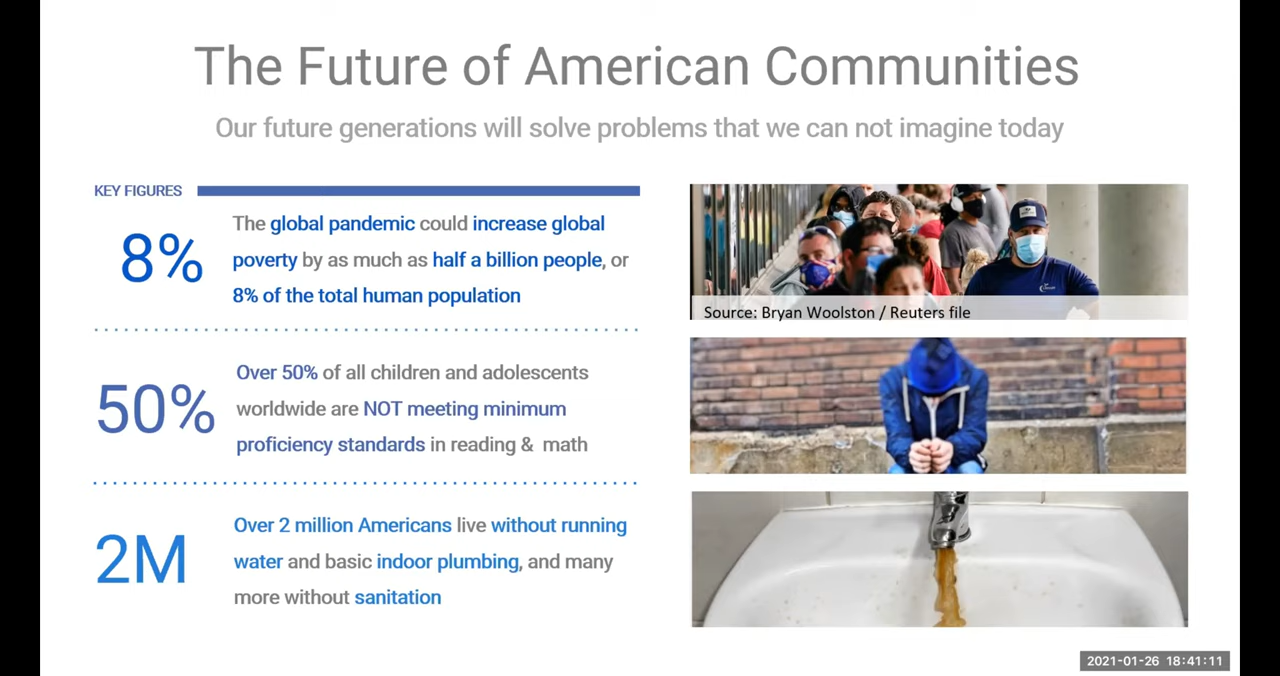 The Future of American Communities
Our future generations will solve problems that we can not imagine today
KEY FIGURES
8%
The global pandemic could increase global
poverty by as much as half a billion people, or
8% of the total human population
50%
Over 50% of all children and adolescents
worldwide are NOT meeting minimum
proficiency standards in reading & math
2M
Over 2 million Americans live without running
water and basic indoor plumbing, and many
more without sanitation
Source: Bryan Woolston / Reuters file
2021-01-26 18:41:11